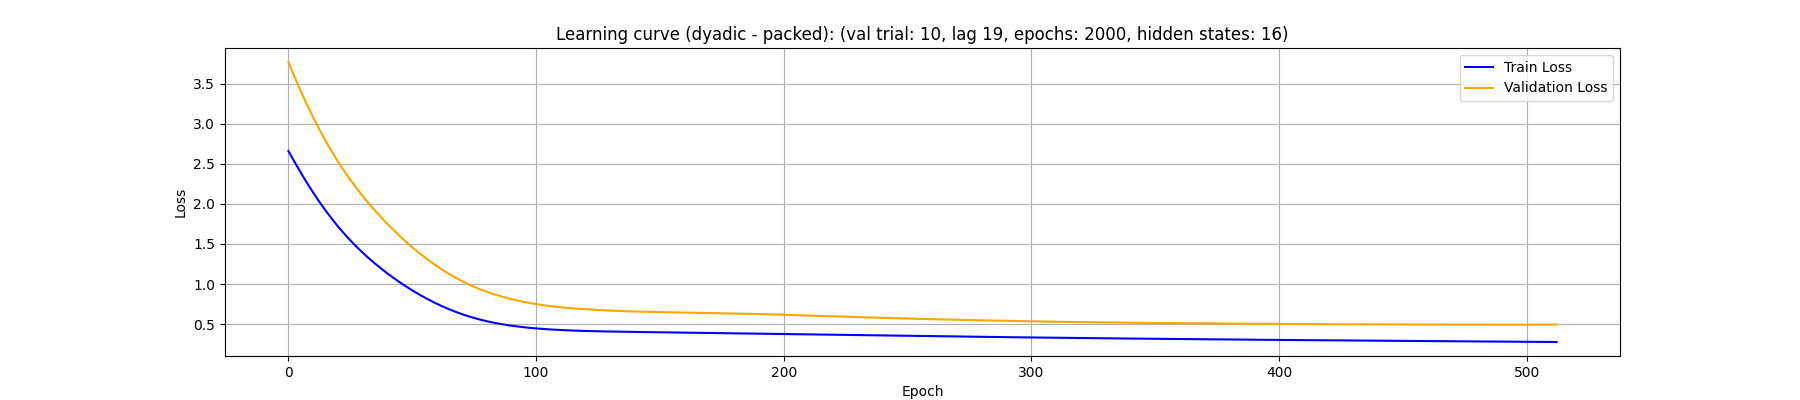 Learning curve (dyadic - packed): (val trial: 10, lag 19, epochs: 2000, hidden states: 16)
Train Loss
Validation Loss
Loss
3.5
3.0
2.5
2.0
1.5
1.0
0.5
0 100 200 300 400 500
Epoch